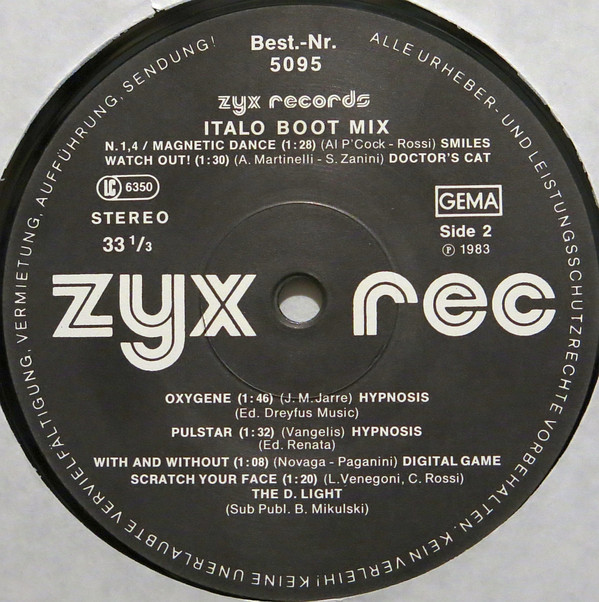 Best.-Nr.
5095
zyx records
ITALO BOOT MIX
N.1,4 / MAGNETIC DANCE (1:28) (Al P'Cock - Rossi) SMILES
WATCH OUT! (1:30) (A. Martinelli - S. Zanini) DOCTOR'S CAT
LC 6350
GEMA
STEREO
Side 2
33 1/3
℗ 1983
zyx rec
OXYGENE (1:46) (J. M. Jarre) HYPNOSIS
(Ed. Dreyfus Music)
PULSTAR (1:32) (Vangelis) HYPNOSIS
(Ed. Renata)
WITH AND WITHOUT (1:08) (Novaga - Paganini) DIGITAL GAME
SCRATCH YOUR FACE (1:20) (L.Venegoni, C. Rossi)
THE D. LIGHT
(Sub Publ. B. Mikulski)
ALLE URHEBER- UND LEISTUNGSSCHUTZRECHTE VORBEHALTEN. KEIN VERLEIH! KEINE UNERLAUBTE VERVIELFÄLTIGUNG, VERMIETUNG, AUFFÜHRUNG, SENDUNG!